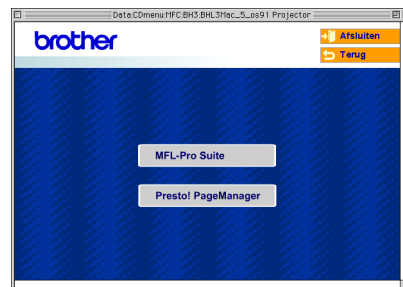 Data:CDmenu:MFC:BH3:BHL3Mac_5_os91 Projector
brother
Afsluiten
Terug
MFL-Pro Suite
Presto! PageManager